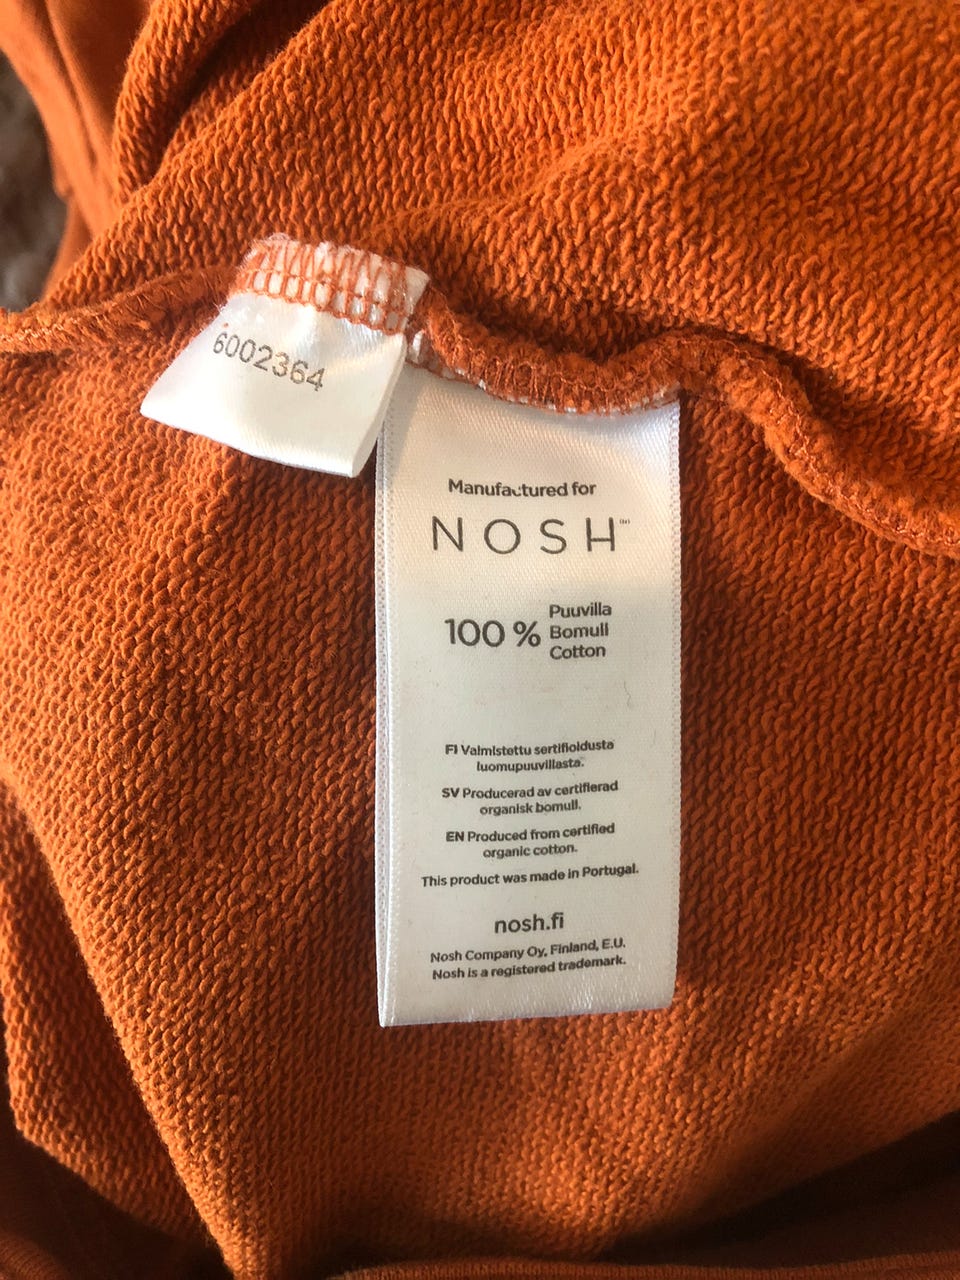 6002364
Manufactured for
NOSH
100 % Puuvilla
Bomull
Cotton
FI Valmistettu sertifioidusta
luomupuuvillasta.
SV Producerad av certifierad
organisk bomull.
EN Produced from certified
organic cotton.
This product was made in Portugal.
nosh.fi
Nosh Company Oy, Finland, E.U.
Nosh is a registered trademark.